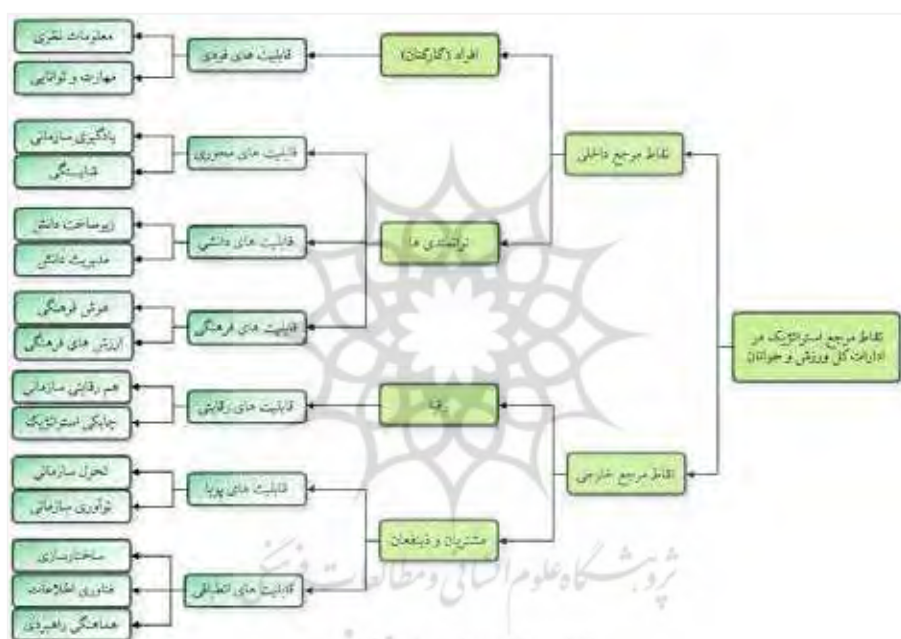 نقاط مرجع استراتژیک در
ادارات کل ورزش و جوانان
نقاط مرجع داخلی
افراد (کارکنان)
قابلیت های فردی
معلومات نظری
مهارت و توانایی
توانمندی ها
قابلیت های محوری
یادگیری سازمانی
شایستگی
قابلیت های دانشی
زیرساخت دانش
مدیریت دانش
قابلیت های فرهنگی
هوش فرهنگی
ارزش های فرهنگی
نقاط مرجع خارجی
رقبا
قابلیت های رقابتی
هم رقابتی سازمانی
چابکی استراتژیک
مشتریان و ذینفعان
قابلیت های پویا
تحول سازمانی
نوآوری سازمانی
قابلیت های انطباقی
ساختارسازی
فناوری اطلاعات
هماهنگی راهبردی
پژوهشگاه علوم انسانی و مطالعات فرهنگی